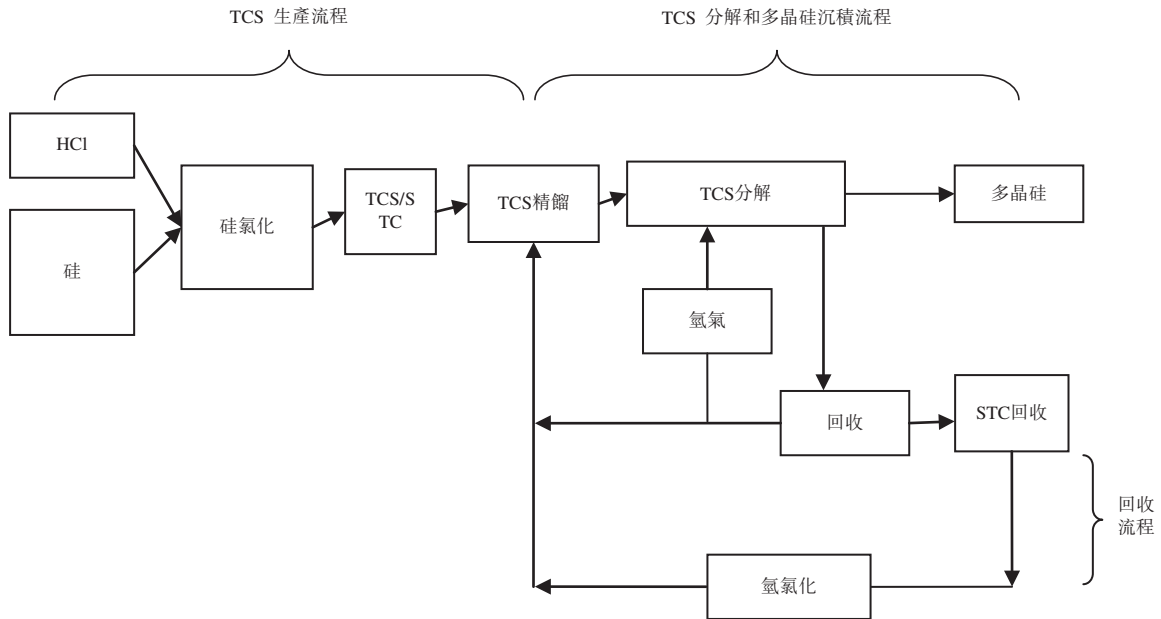 TCS 生產流程
TCS 分解和多晶硅沉積流程
HCl
硅
硅氯化
TCS/S
TC
TCS精餾
TCS分解
多晶硅
氫氣
回收
STC回收
回收
流程
氫氯化